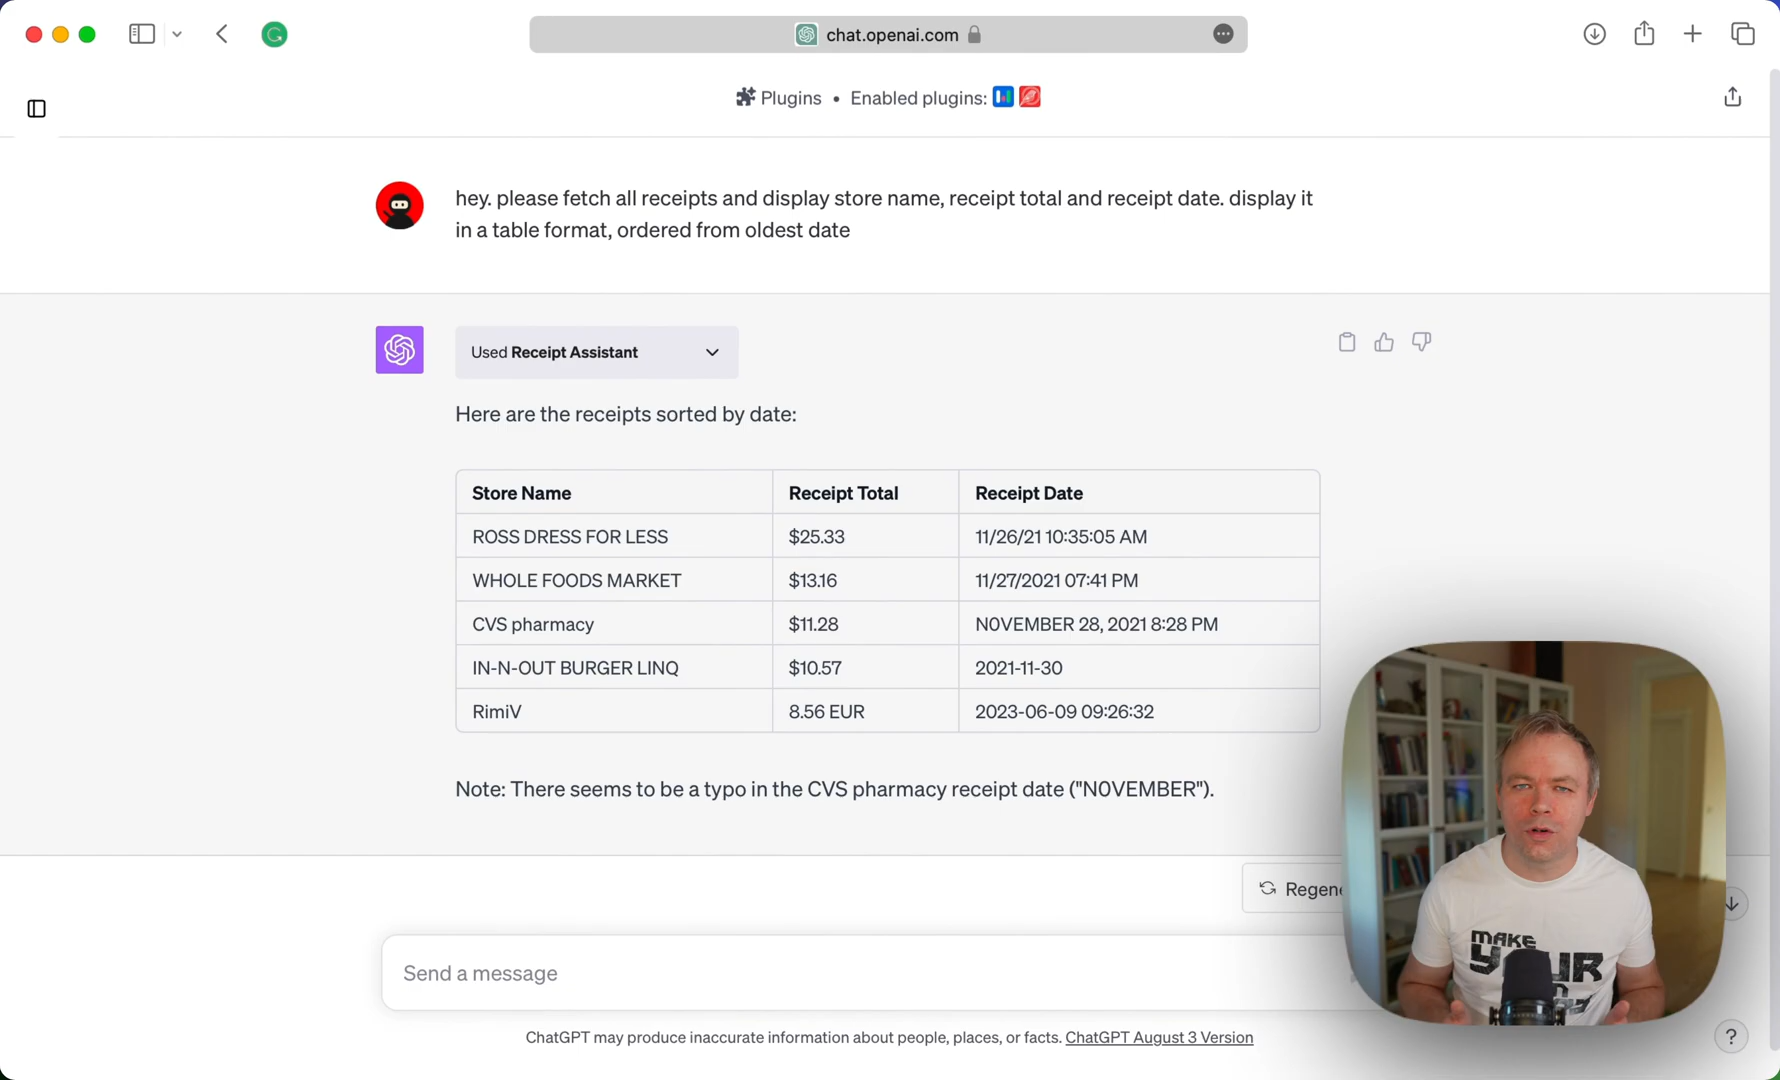 chat.openai.com
Plugins • Enabled plugins:
hey. please fetch all receipts and display store name, receipt total and receipt date. display it
in a table format, ordered from oldest date
Used Receipt Assistant
Here are the receipts sorted by date:
Store Name Receipt Total Receipt Date
ROSS DRESS FOR LESS $25.33 11/26/21 10:35:05 AM
WHOLE FOODS MARKET $13.16 11/27/2021 07:41 PM
CVS pharmacy $11.28 N0VEMBER 28, 2021 8:28 PM
IN-N-OUT BURGER LINQ $10.57 2021-11-30
RimiV 8.56 EUR 2023-06-09 09:26:32
Note: There seems to be a typo in the CVS pharmacy receipt date ("N0VEMBER").
Regene
Send a message
MAKE
YOUR
ChatGPT may produce inaccurate information about people, places, or facts. ChatGPT August 3 Version
?